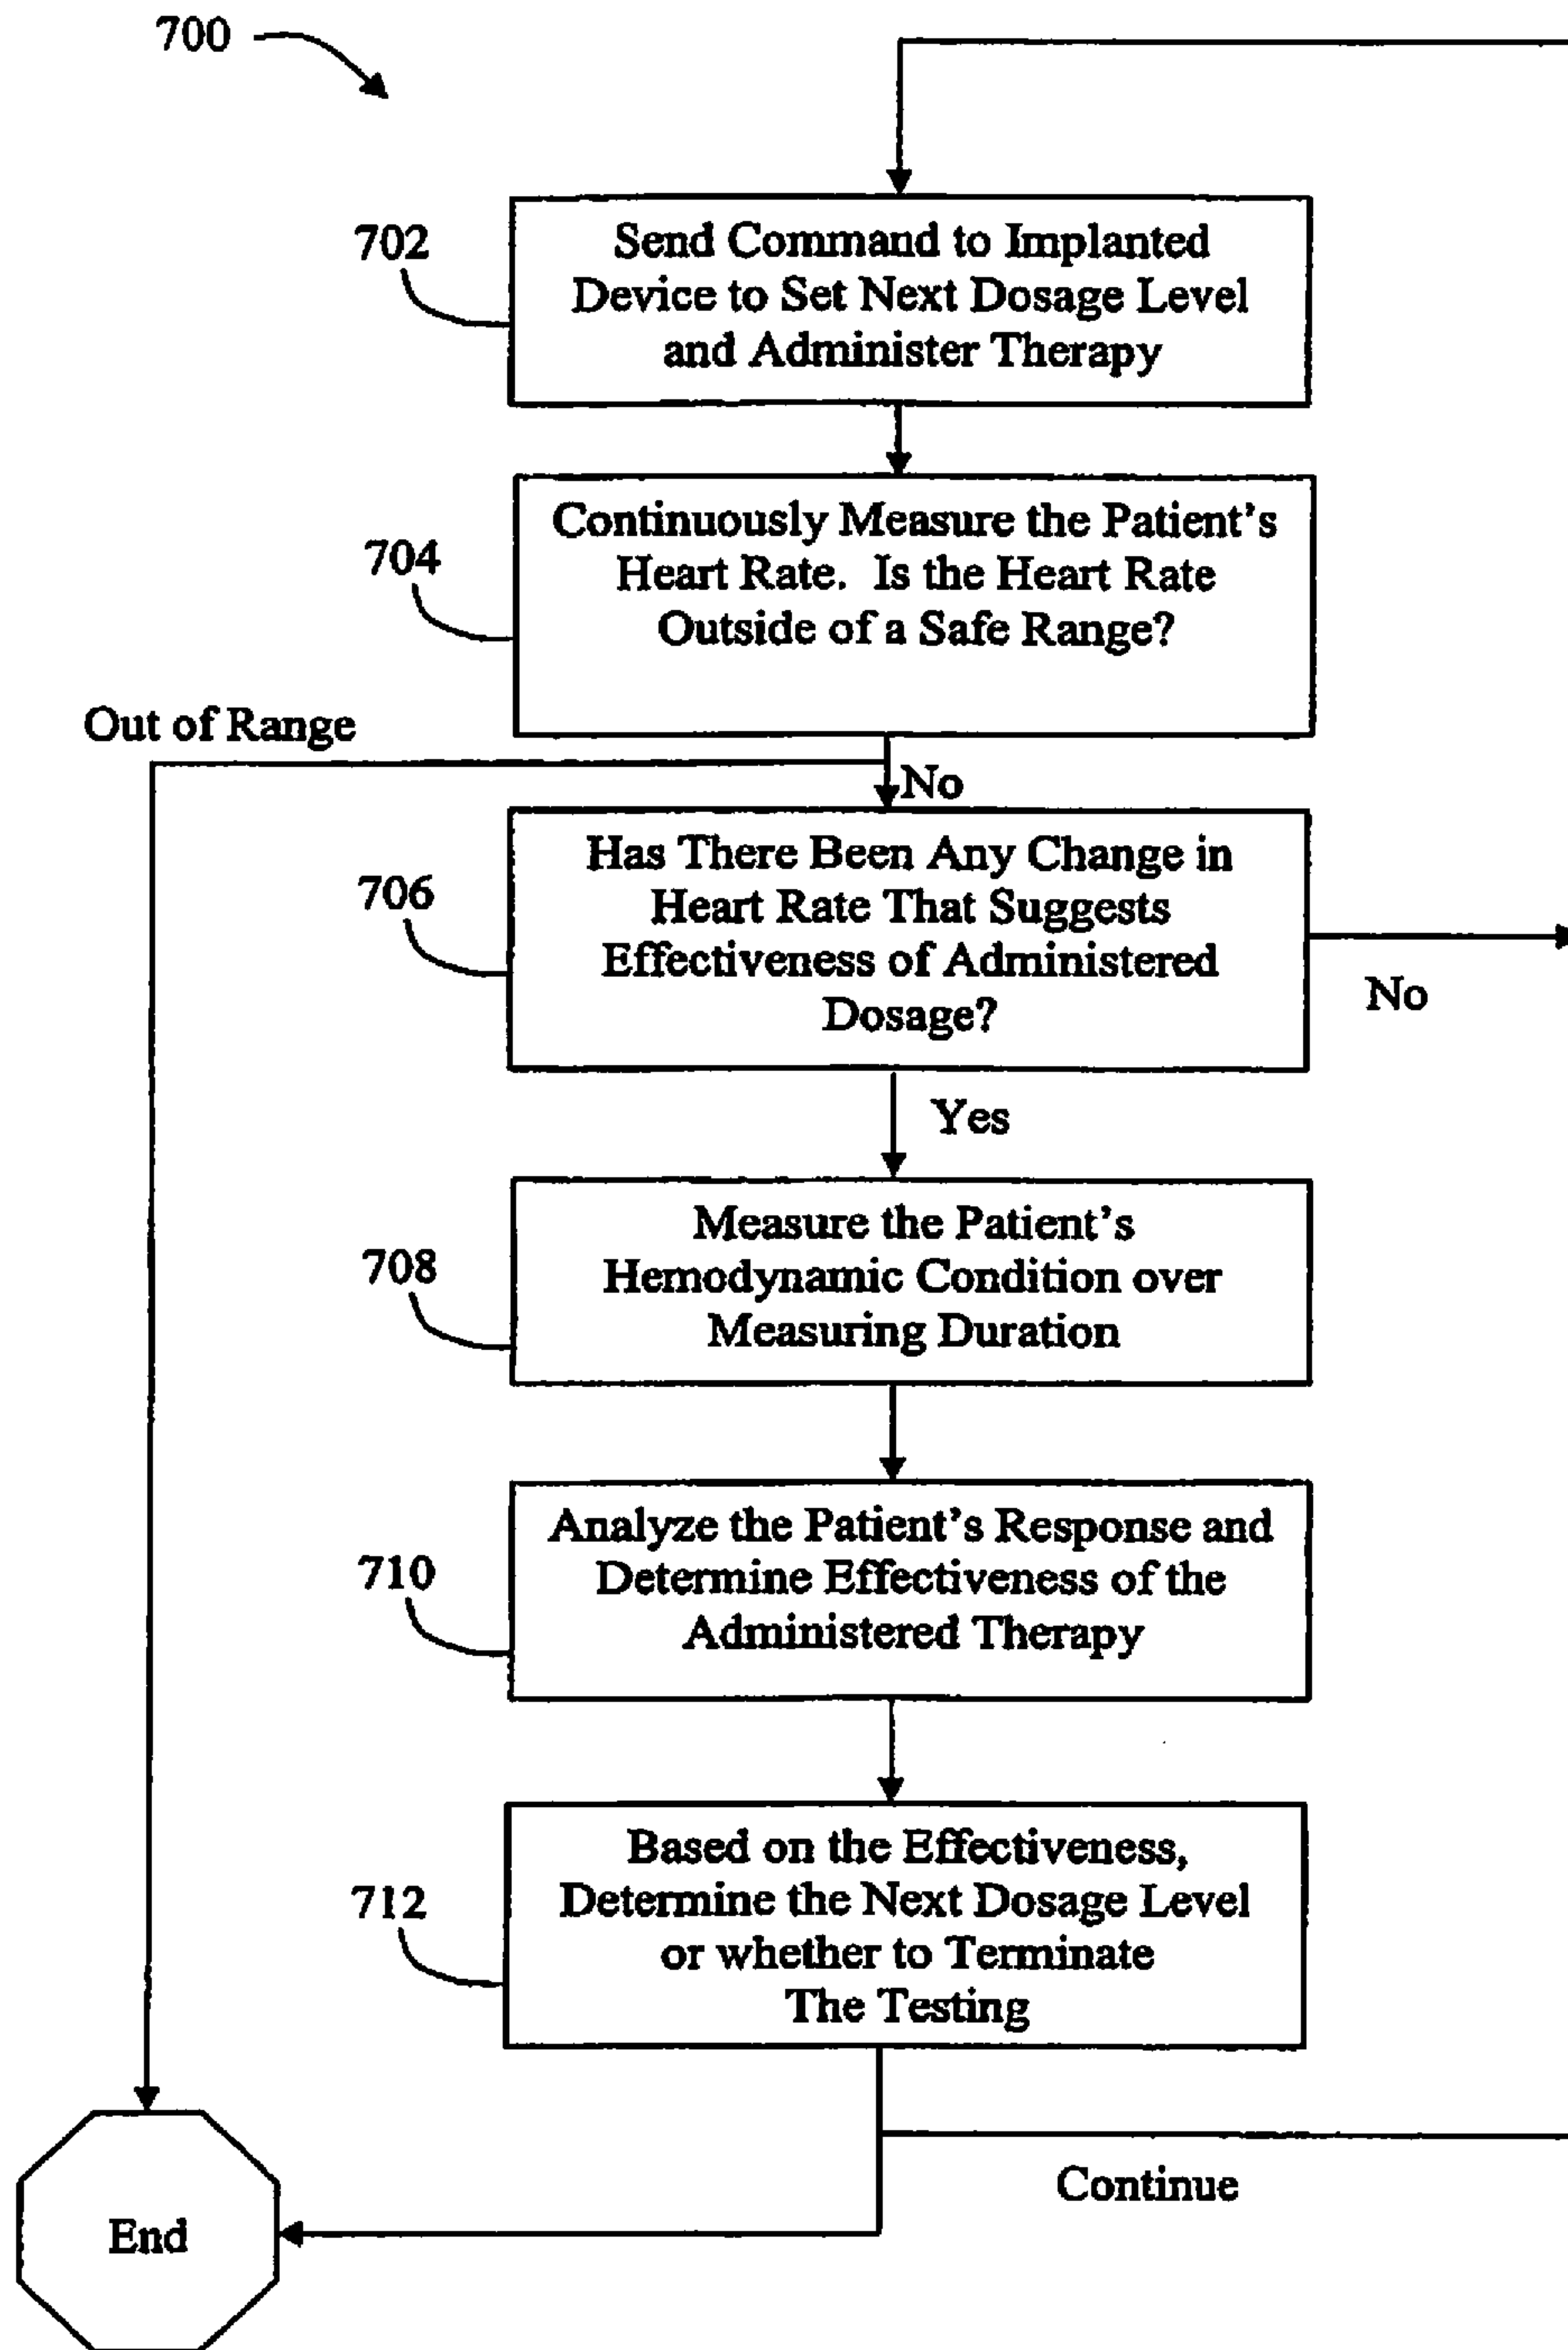 700
702
Send Command to Implanted
Device to Set Next Dosage Level
and Administer Therapy
704
Continuously Measure the Patient's
Heart Rate. Is the Heart Rate
Outside of a Safe Range?
Out of Range
No
706
Has There Been Any Change in
Heart Rate That Suggests
Effectiveness of Administered
Dosage?
No
Yes
708
Measure the Patient's
Hemodynamic Condition over
Measuring Duration
710
Analyze the Patient's Response and
Determine Effectiveness of the
Administered Therapy
712
Based on the Effectiveness,
Determine the Next Dosage Level
or whether to Terminate
The Testing
Continue
End